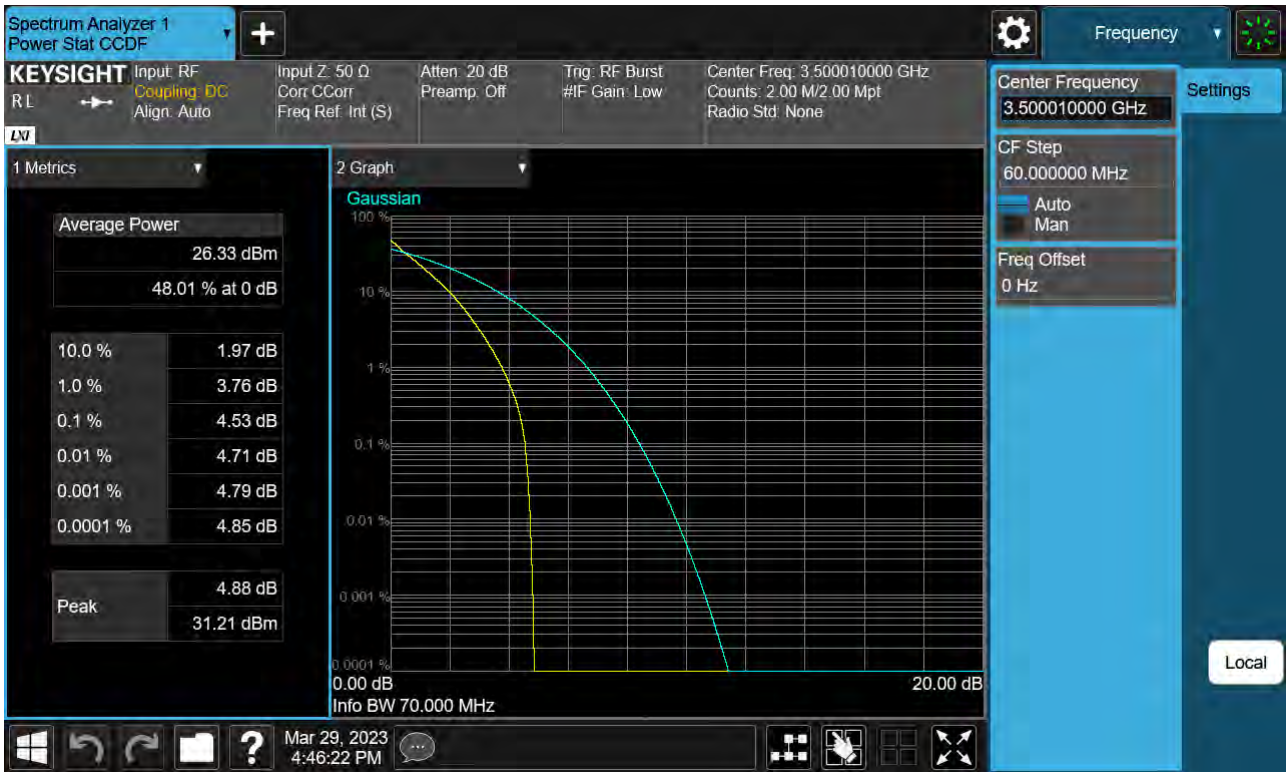 Spectrum Analyzer 1
Power Stat CCDF
Frequency
KEYSIGHT
R L
LXI
Input: RF
Coupling: DC
Align: Auto
Input Z: 50 Ω
Corr CCorr
Freq Ref: Int (S)
Atten: 20 dB
Preamp: Off
Trig: RF Burst
#IF Gain: Low
Center Freq: 3.500010000 GHz
Counts: 2.00 M/2.00 Mpt
Radio Std: None
Center Frequency
3.500010000 GHz
Settings
CF Step
60.000000 MHz
Auto
Man
Freq Offset
0 Hz
1 Metrics
Average Power
26.33 dBm
48.01 % at 0 dB
10.0 % 1.97 dB
1.0 % 3.76 dB
0.1 % 4.53 dB
0.01 % 4.71 dB
0.001 % 4.79 dB
0.0001 % 4.85 dB
Peak
4.88 dB
31.21 dBm
2 Graph
Gaussian
100 %
10 %
1 %
0.1 %
0.01 %
0.001 %
0.0001 %
0.00 dB 20.00 dB
Info BW 70.000 MHz
Local
?
Mar 29, 2023
4:46:22 PM